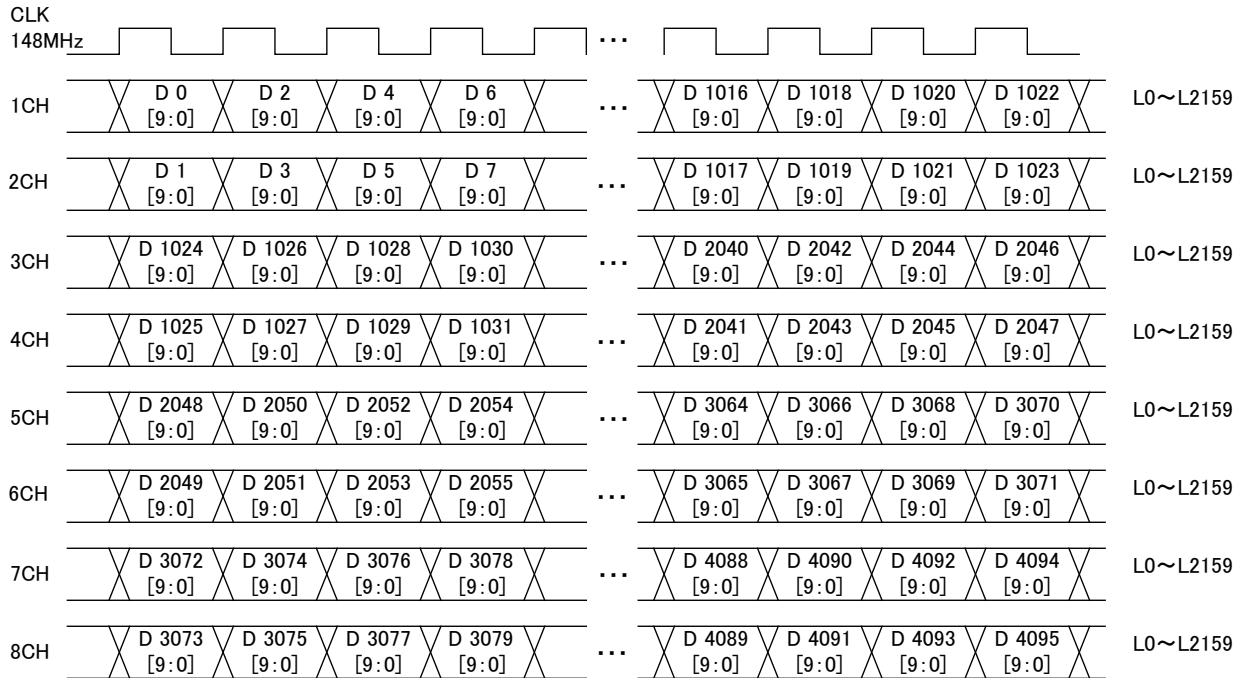 CLK
148MHz ...
1CH D 0 D 2 D 4 D 6 ... D 1016 D 1018 D 1020 D 1022 L0～L2159
[9:0] [9:0] [9:0] [9:0] [9:0] [9:0] [9:0] [9:0]
2CH D 1 D 3 D 5 D 7 ... D 1017 D 1019 D 1021 D 1023 L0～L2159
[9:0] [9:0] [9:0] [9:0] [9:0] [9:0] [9:0] [9:0]
3CH D 1024 D 1026 D 1028 D 1030 ... D 2040 D 2042 D 2044 D 2046 L0～L2159
[9:0] [9:0] [9:0] [9:0] [9:0] [9:0] [9:0] [9:0]
4CH D 1025 D 1027 D 1029 D 1031 ... D 2041 D 2043 D 2045 D 2047 L0～L2159
[9:0] [9:0] [9:0] [9:0] [9:0] [9:0] [9:0] [9:0]
5CH D 2048 D 2050 D 2052 D 2054 ... D 3064 D 3066 D 3068 D 3070 L0～L2159
[9:0] [9:0] [9:0] [9:0] [9:0] [9:0] [9:0] [9:0]
6CH D 2049 D 2051 D 2053 D 2055 ... D 3065 D 3067 D 3069 D 3071 L0～L2159
[9:0] [9:0] [9:0] [9:0] [9:0] [9:0] [9:0] [9:0]
7CH D 3072 D 3074 D 3076 D 3078 ... D 4088 D 4090 D 4092 D 4094 L0～L2159
[9:0] [9:0] [9:0] [9:0] [9:0] [9:0] [9:0] [9:0]
8CH D 3073 D 3075 D 3077 D 3079 ... D 4089 D 4091 D 4093 D 4095 L0～L2159
[9:0] [9:0] [9:0] [9:0] [9:0] [9:0] [9:0] [9:0]